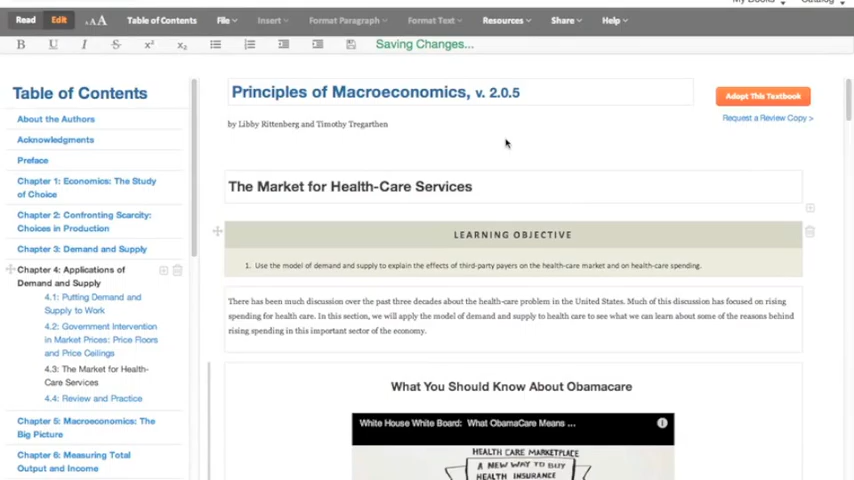 My Books
Catalog
Read Edit AA Table of Contents File Insert Format Paragraph Format Text Resources Share Help
B I S x² x₂ Saving Changes...
Table of Contents
About the Authors
Acknowledgments
Preface
Chapter 1: Economics: The Study
of Choice
Chapter 2: Confronting Scarcity:
Choices in Production
Chapter 3: Demand and Supply
Chapter 4: Applications of
Demand and Supply
4.1: Putting Demand and
Supply to Work
4.2: Government Intervention
in Market Prices: Price Floors
and Price Ceilings
4.3: The Market for Health-
Care Services
4.4: Review and Practice
Chapter 5: Macroeconomics: The
Big Picture
Chapter 6: Measuring Total
Output and Income
Principles of Macroeconomics, v. 2.0.5
by Libby Rittenberg and Timothy Tregarthen
Adopt This Textbook
Request a Review Copy >
The Market for Health-Care Services
LEARNING OBJECTIVE
1. Use the model of demand and supply to explain the effects of third-party payers on the health-care market and on health-care spending.
There has been much discussion over the past three decades about the health-care problem in the United States. Much of this discussion has focused on rising
spending for health care. In this section, we will apply the model of demand and supply to health care to see what we can learn about some of the reasons behind
rising spending in this important sector of the economy.
What You Should Know About Obamacare
White House White Board: What ObamaCare Means ...
HEALTH CARE MARKETPLACE
A NEW WAY TO BUY
HEALTH INSURANCE